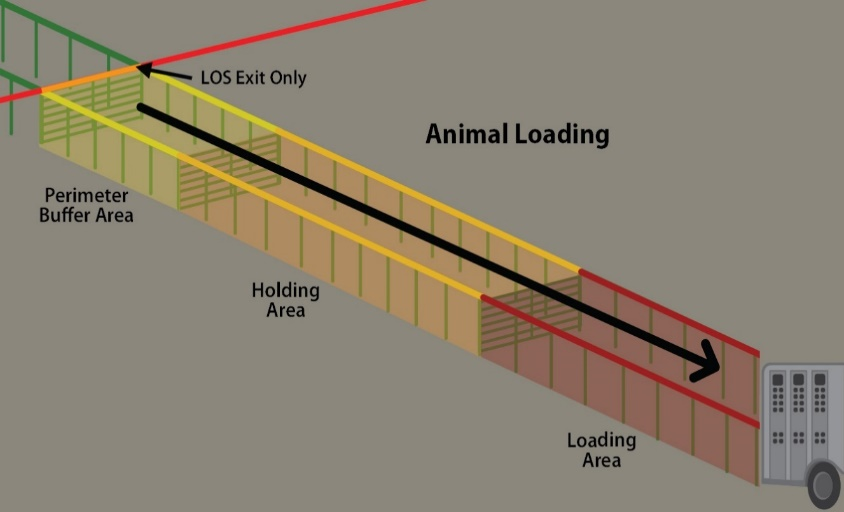 LOS Exit Only
Animal Loading
Perimeter
Buffer Area
Holding
Area
Loading
Area